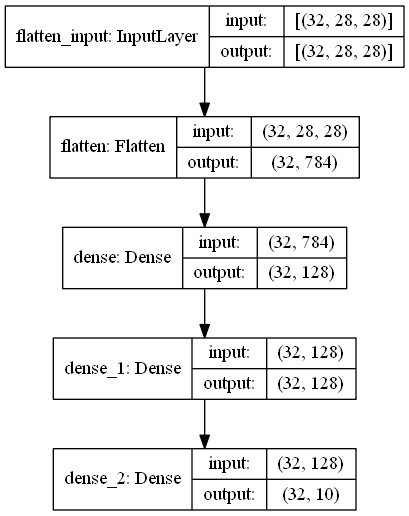 flatten_input: InputLayer
input: [(32, 28, 28)]
output: [(32, 28, 28)]
flatten: Flatten
input: (32, 28, 28)
output: (32, 784)
dense: Dense
input: (32, 784)
output: (32, 128)
dense_1: Dense
input: (32, 128)
output: (32, 128)
dense_2: Dense
input: (32, 128)
output: (32, 10)